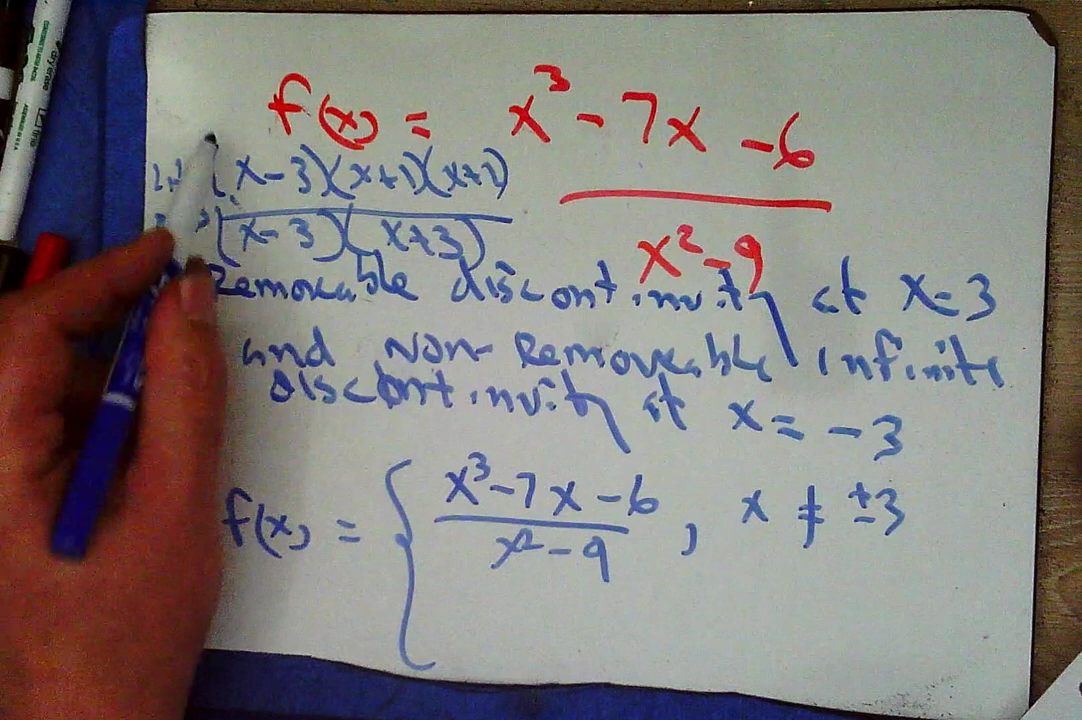 f(x) = x³ - 7x - 6
x² - 9
(x-3)(x+1)(x+2)
(x-3)(x+3)
Removable discontinuity at x=3
and Non-Removable infinite
discontinuity at x = -3
f(x) = { x³-7x-6 , x ≠ ±3
x²-9